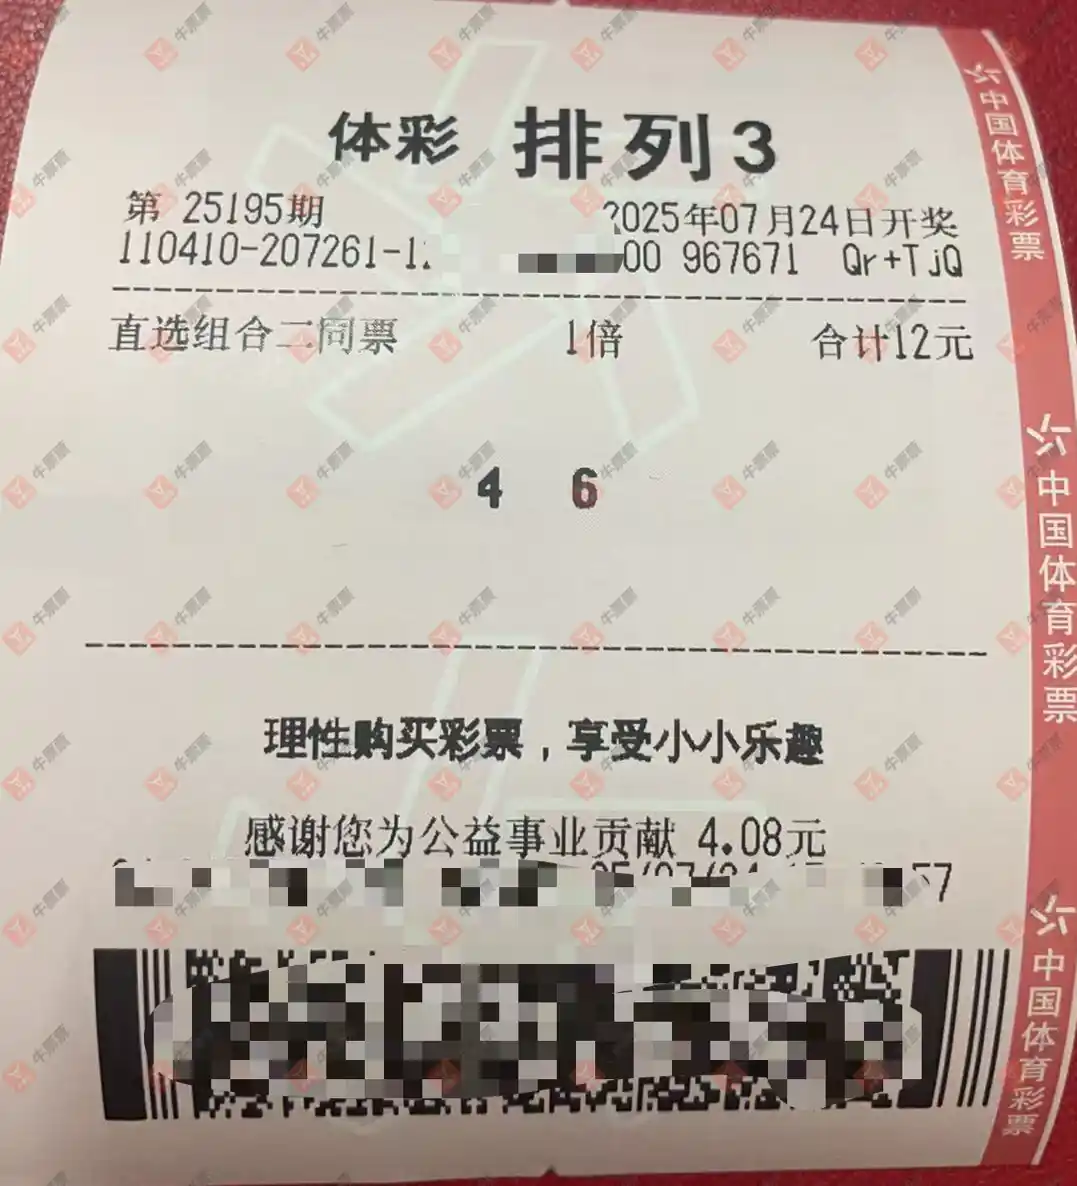 体彩 排列3
第 25195期 2025年07月24日开奖
110410-207261-1 00 967671 Qr+TjQ
直选组合二同票 1倍 合计12元
4 6
理性购买彩票，享受小小乐趣
感谢您为公益事业贡献 4.08元
57
中国体育彩票
中国体育彩票
中国体育彩票
牛票票